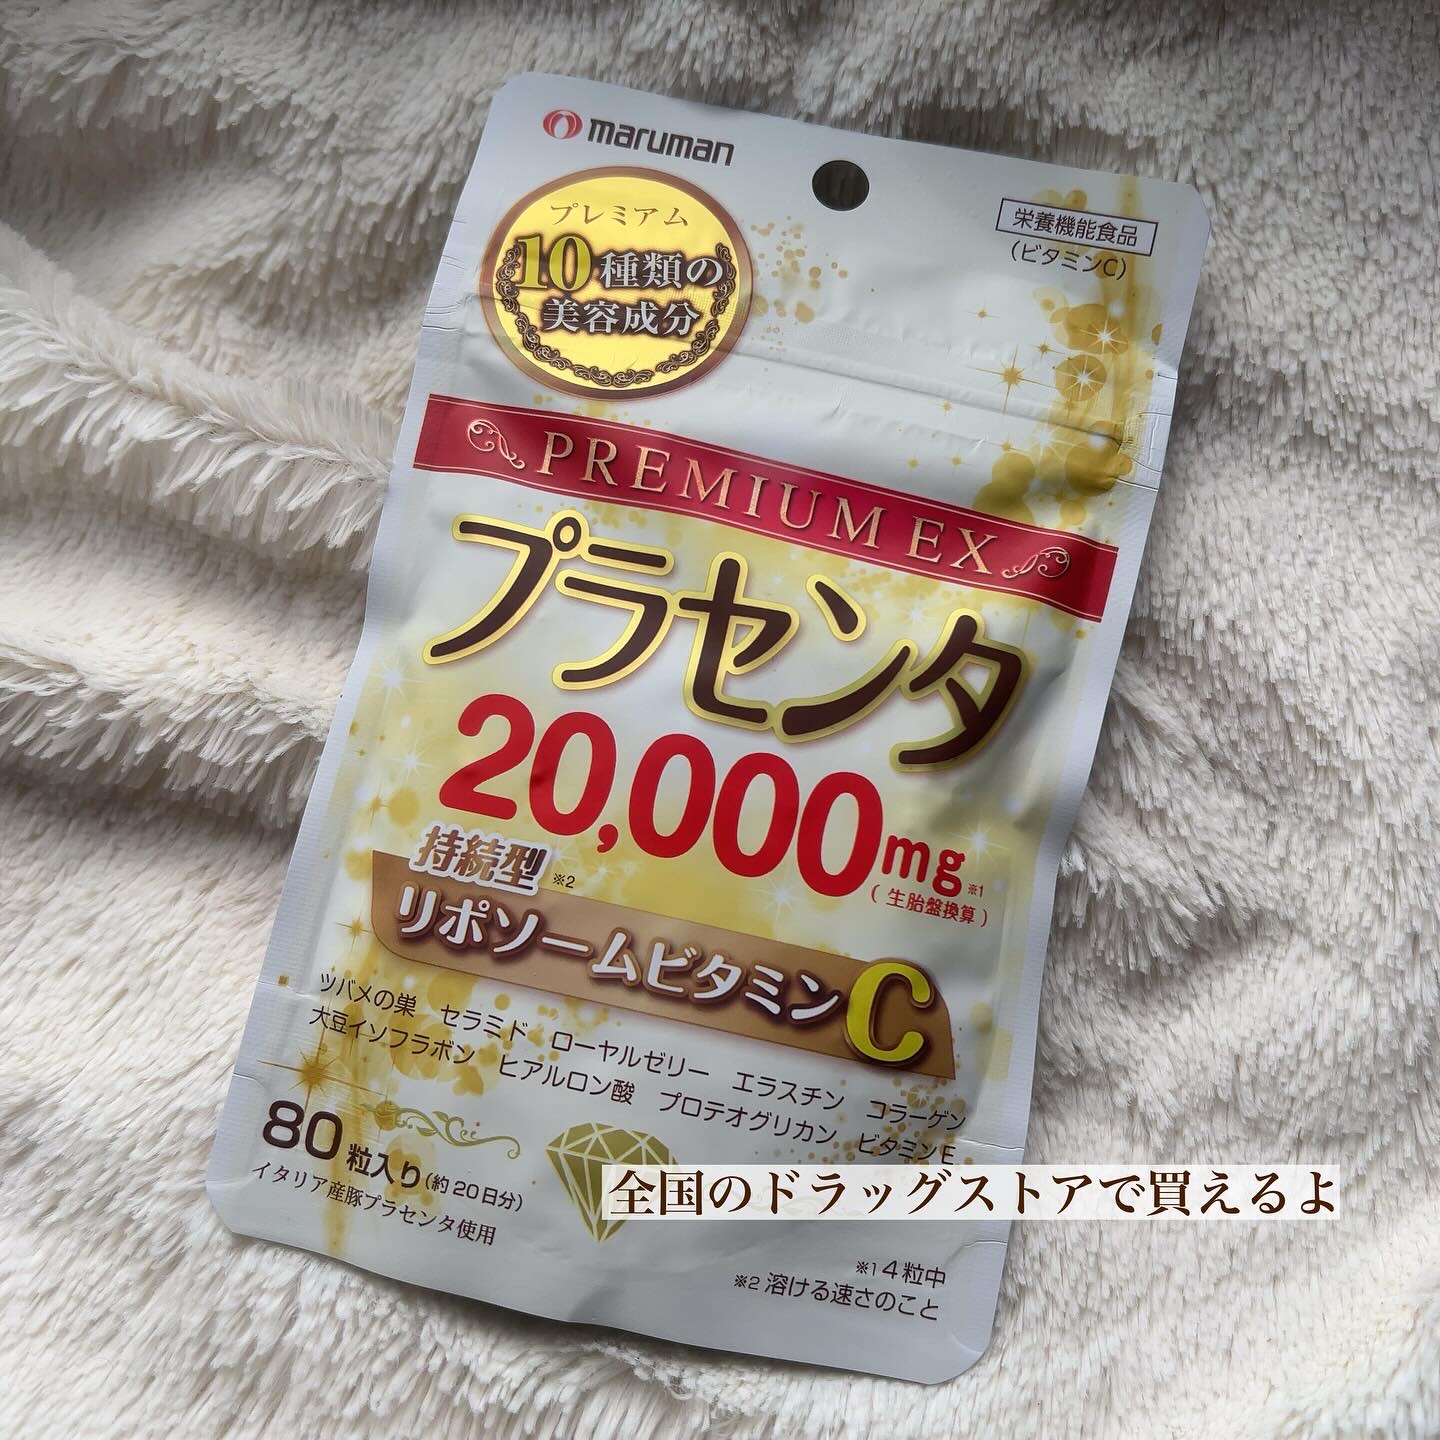 maruman
プレミアム
10種類の
美容成分
栄養機能食品
(ビタミンC)
PREMIUM EX
プラセンタ
20,000mg※1
(生胎盤換算)
持続型※2
リポソームビタミンC
ツバメの巣 セラミド ローヤルゼリー エラスチン コラーゲン
大豆イソフラボン ヒアルロン酸 プロテオグリカン ビタミンE
80粒入り(約20日分)
イタリア産豚プラセンタ使用
全国のドラッグストアで買えるよ
※1 4粒中
※2 溶ける速さのこと